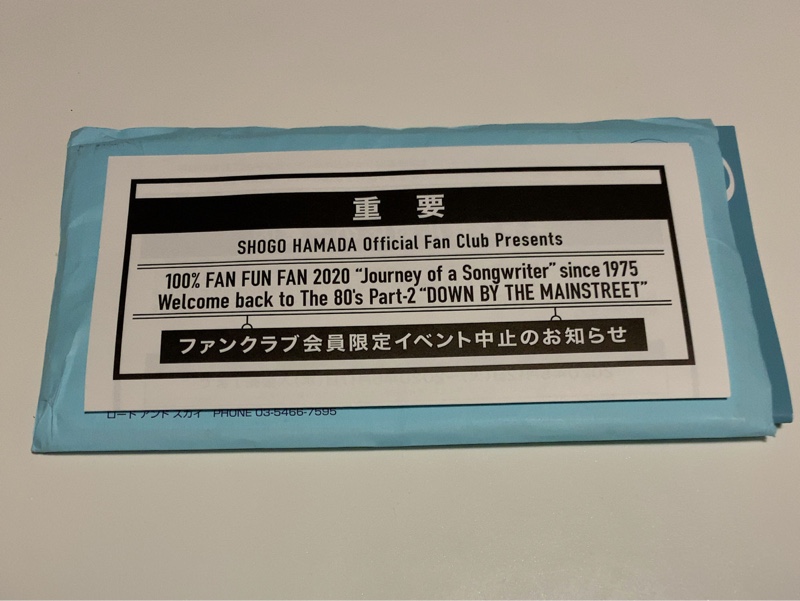 重要
SHOGO HAMADA Official Fan Club Presents
100% FAN FUN FAN 2020 “Journey of a Songwriter” since 1975
Welcome back to The 80's Part-2 “DOWN BY THE MAINSTREET”
ファンクラブ会員限定イベント中止のお知らせ
ロード アンド スカイ PHONE 03-5466-7595